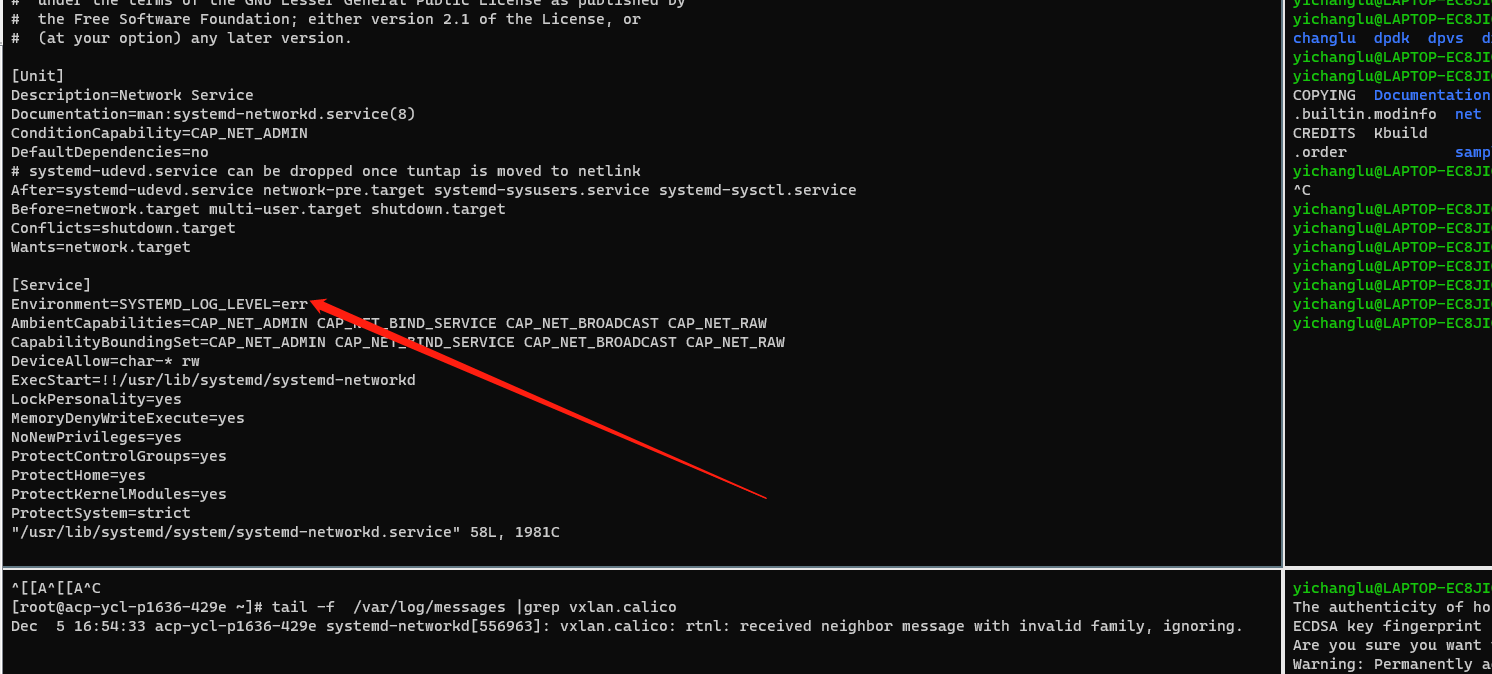 #  under the terms of the GNU Lesser General Public License as published by
#  the Free Software Foundation; either version 2.1 of the License, or
#  (at your option) any later version.
[Unit]
Description=Network Service
Documentation=man:systemd-networkd.service(8)
ConditionCapability=CAP_NET_ADMIN
DefaultDependencies=no
# systemd-udevd.service can be dropped once tuntap is moved to netlink
After=systemd-udevd.service network-pre.target systemd-sysusers.service systemd-sysctl.service
Before=network.target multi-user.target shutdown.target
Conflicts=shutdown.target
Wants=network.target
[Service]
Environment=SYSTEMD_LOG_LEVEL=err
AmbientCapabilities=CAP_NET_ADMIN CAP_NET_BIND_SERVICE CAP_NET_BROADCAST CAP_NET_RAW
CapabilityBoundingSet=CAP_NET_ADMIN CAP_NET_BIND_SERVICE CAP_NET_BROADCAST CAP_NET_RAW
DeviceAllow=char-* rw
ExecStart=!!/usr/lib/systemd/systemd-networkd
LockPersonality=yes
MemoryDenyWriteExecute=yes
NoNewPrivileges=yes
ProtectControlGroups=yes
ProtectHome=yes
ProtectKernelModules=yes
ProtectSystem=strict
"/usr/lib/systemd/system/systemd-networkd.service" 58L, 1981C
^[[A^[[A^C
[root@acp-ycl-p1636-429e ~]# tail -f  /var/log/messages |grep vxlan.calico
Dec  5 16:54:33 acp-ycl-p1636-429e systemd-networkd[556963]: vxlan.calico: rtnl: received neighbor message with invalid family, ignoring.
yichanglu@LAPTOP-EC8JI
yichanglu@LAPTOP-EC8JI
changlu  dpdk  dpvs  d
yichanglu@LAPTOP-EC8JI
yichanglu@LAPTOP-EC8JI
COPYING  Documentation
.builtin.modinfo  net
CREDITS  Kbuild
.order            samp
yichanglu@LAPTOP-EC8JI
^C
yichanglu@LAPTOP-EC8JI
yichanglu@LAPTOP-EC8JI
yichanglu@LAPTOP-EC8JI
yichanglu@LAPTOP-EC8JI
yichanglu@LAPTOP-EC8JI
yichanglu@LAPTOP-EC8JI
yichanglu@LAPTOP-EC8JI
yichanglu@LAPTOP-EC8JI
The authenticity of ho
ECDSA key fingerprint
Are you sure you want
Warning: Permanently a